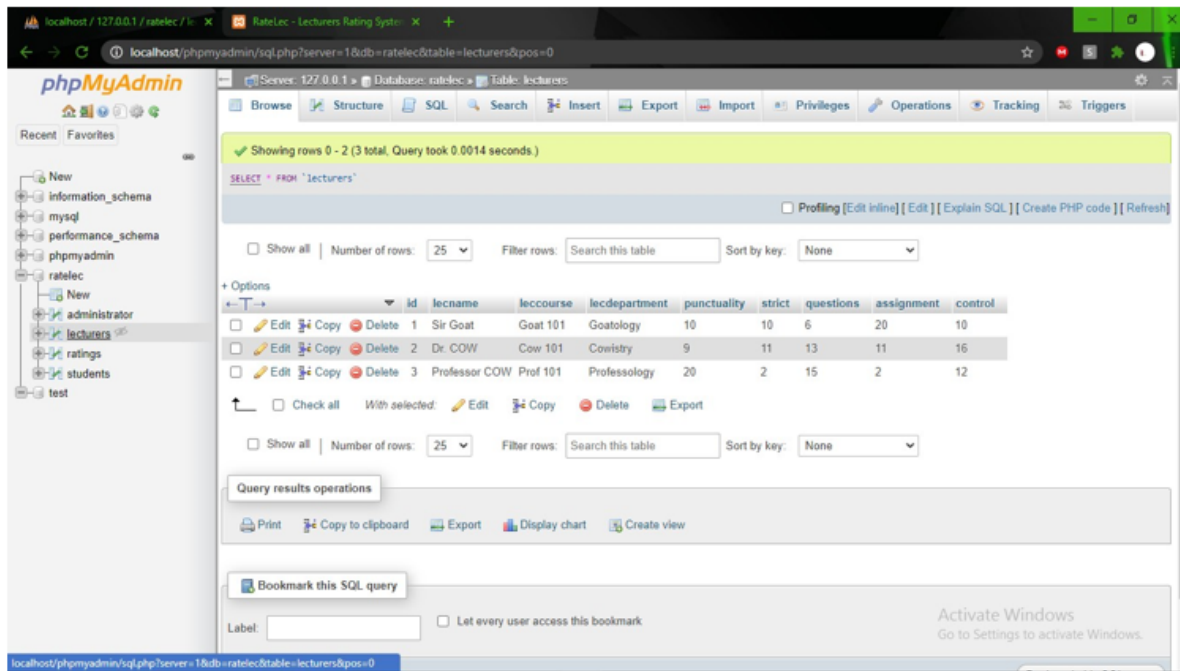 localhost / 127.0.0.1 / ratelec / le
RateLec - Lecturers Rating System
localhost/phpmyadmin/sql.php?server=1&db=ratelec&table=lecturers&pos=0
phpMyAdmin
Recent Favorites
New
information_schema
mysql
performance_schema
phpmyadmin
ratelec
New
administrator
lecturers
ratings
students
test
Server: 127.0.0.1 » Database: ratelec » Table: lecturers
Browse Structure SQL Search Insert Export Import Privileges Operations Tracking Triggers
Showing rows 0 - 2 (3 total, Query took 0.0014 seconds.)
SELECT * FROM `lecturers`
Profiling [Edit inline] [ Edit ] [ Explain SQL ] [ Create PHP code ] [ Refresh]
Show all | Number of rows: 25 Filter rows: Search this table Sort by key: None
+ Options
←T→ id lecname leccourse lecdepartment punctuality strict questions assignment control
Edit Copy Delete 1 Sir Goat Goat 101 Goatology 10 10 6 20 10
Edit Copy Delete 2 Dr. COW Cow 101 Cowistry 9 11 13 11 16
Edit Copy Delete 3 Professor COW Prof 101 Professology 20 2 15 2 12
Check all With selected: Edit Copy Delete Export
Show all | Number of rows: 25 Filter rows: Search this table Sort by key: None
Query results operations
Print Copy to clipboard Export Display chart Create view
Bookmark this SQL query
Label: Let every user access this bookmark
Activate Windows
Go to Settings to activate Windows.
localhost/phpmyadmin/sql.php?server=1&db=ratelec&table=lecturers&pos=0